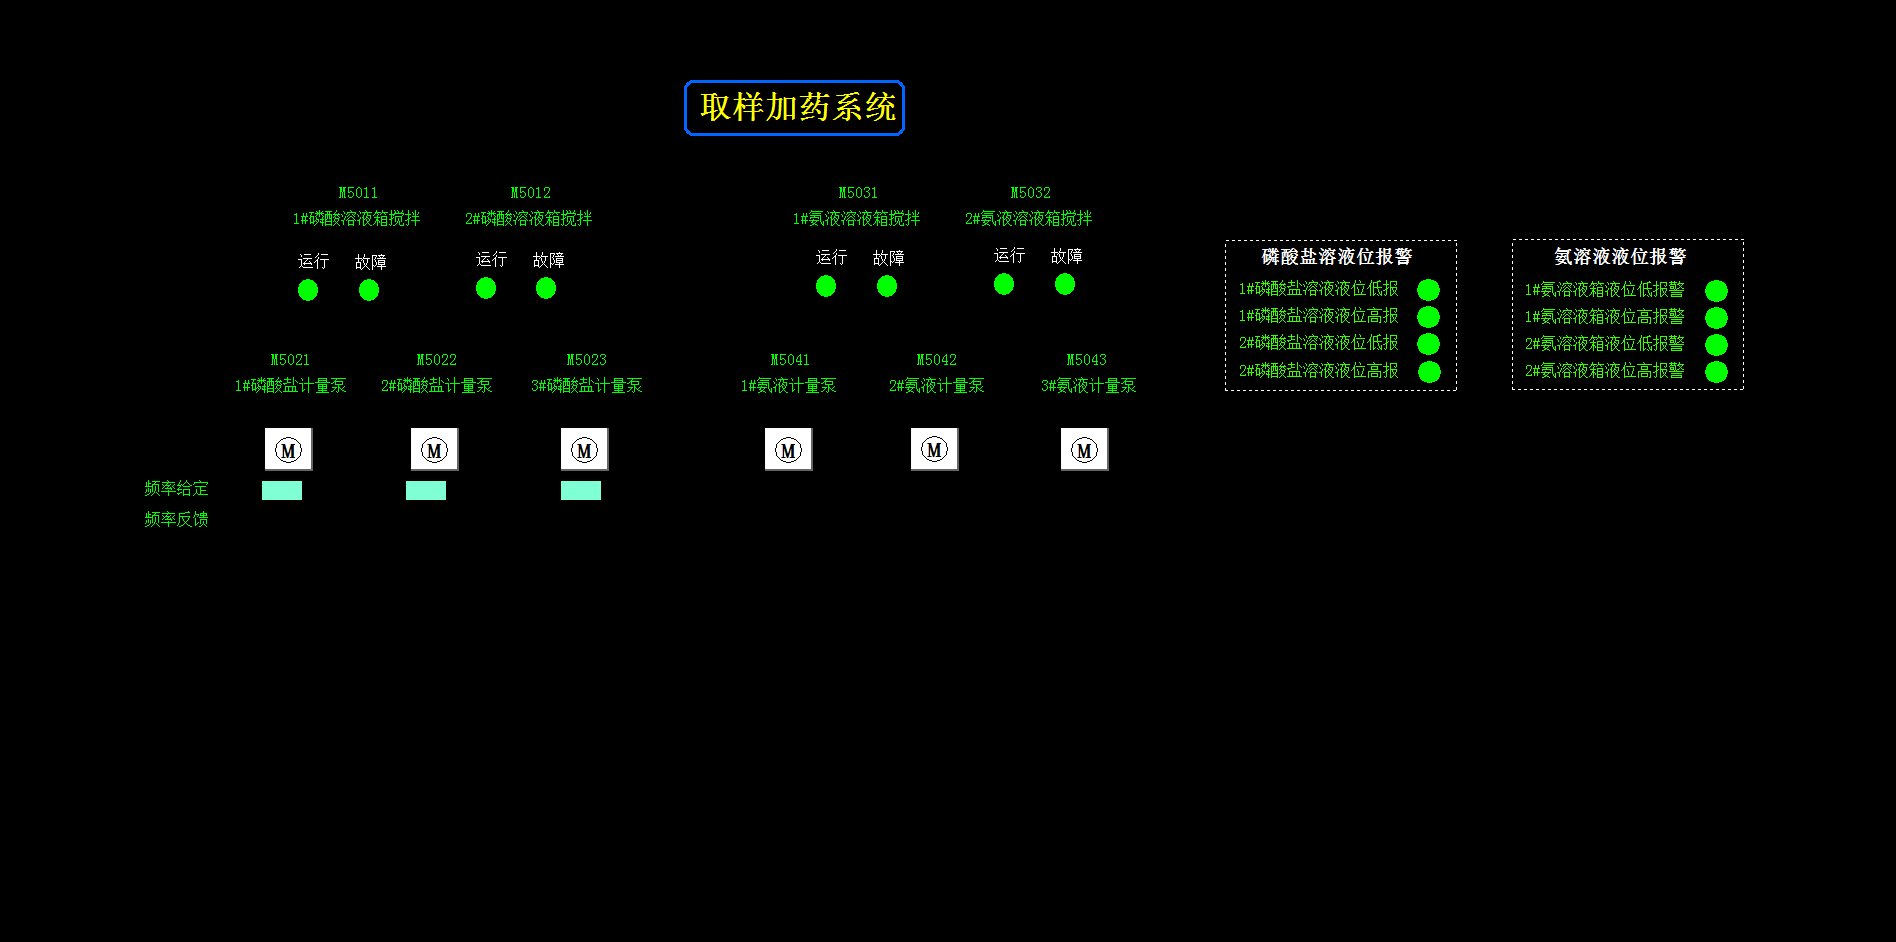 取样加药系统
M5011
M5012
M5031
M5032
1#磷酸溶液箱搅拌
2#磷酸溶液箱搅拌
1#氨液溶液箱搅拌
2#氨液溶液箱搅拌
运行 故障
运行 故障
运行 故障
运行 故障
磷酸盐溶液位报警
1#磷酸盐溶液液位低报
1#磷酸盐溶液液位高报
2#磷酸盐溶液液位低报
2#磷酸盐溶液液位高报
氨溶液液位报警
1#氨溶液箱液位低报警
1#氨溶液箱液位高报警
2#氨溶液箱液位低报警
2#氨溶液箱液位高报警
M5021
M5022
M5023
M5041
M5042
M5043
1#磷酸盐计量泵
2#磷酸盐计量泵
3#磷酸盐计量泵
1#氨液计量泵
2#氨液计量泵
3#氨液计量泵
M
M
M
M
M
M
频率给定
频率反馈